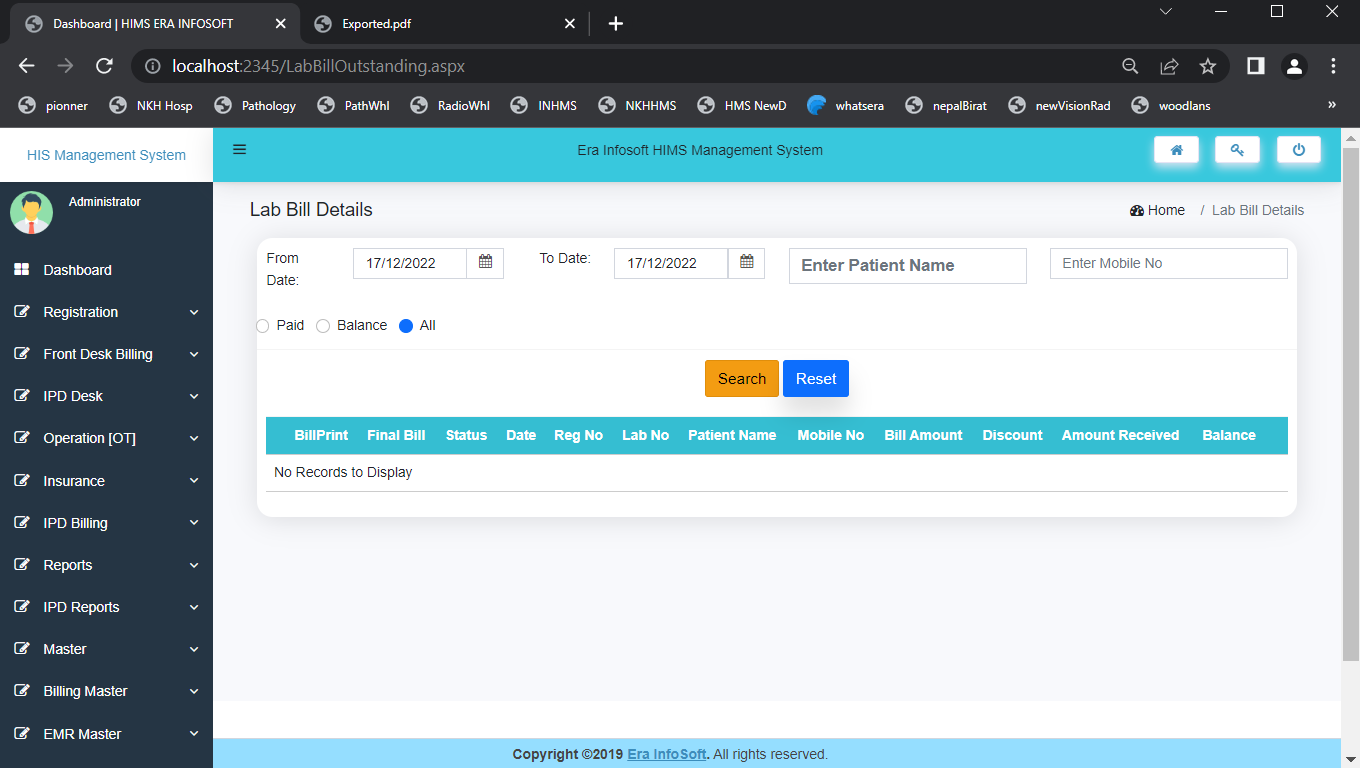 Dashboard | HIMS ERA INFOSOFT
Exported.pdf
localhost:2345/LabBillOutstanding.aspx
pionner NKH Hosp Pathology PathWhl RadioWhl INHMS NKHHMS HMS NewD whatsera nepalBirat newVisionRad woodlans »
HIS Management System
Era Infosoft HIMS Management System
Administrator
Dashboard
Registration
Front Desk Billing
IPD Desk
Operation [OT]
Insurance
IPD Billing
Reports
IPD Reports
Master
Billing Master
EMR Master
Lab Bill Details
Home / Lab Bill Details
From Date: 17/12/2022 To Date: 17/12/2022 Enter Patient Name Enter Mobile No
Paid Balance All
Search Reset
BillPrint Final Bill Status Date Reg No Lab No Patient Name Mobile No Bill Amount Discount Amount Received Balance
No Records to Display
Copyright ©2019 Era InfoSoft. All rights reserved.